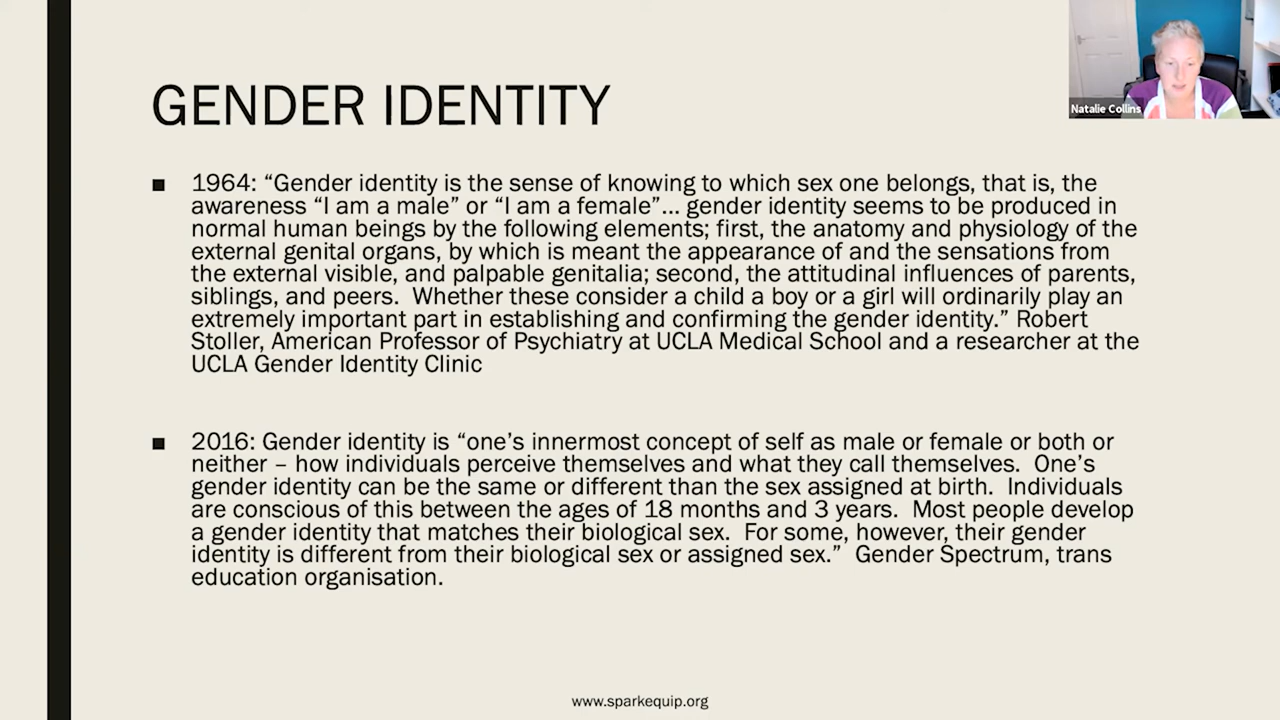 GENDER IDENTITY
Natalie Collins
■ 1964: “Gender identity is the sense of knowing to which sex one belongs, that is, the
awareness “I am a male” or “I am a female”... gender identity seems to be produced in
normal human beings by the following elements; first, the anatomy and physiology of the
external genital organs, by which is meant the appearance of and the sensations from
the external visible, and palpable genitalia; second, the attitudinal influences of parents,
siblings, and peers.  Whether these consider a child a boy or a girl will ordinarily play an
extremely important part in establishing and confirming the gender identity.” Robert
Stoller, American Professor of Psychiatry at UCLA Medical School and a researcher at the
UCLA Gender Identity Clinic
■ 2016: Gender identity is “one’s innermost concept of self as male or female or both or
neither – how individuals perceive themselves and what they call themselves.  One’s
gender identity can be the same or different than the sex assigned at birth.  Individuals
are conscious of this between the ages of 18 months and 3 years.  Most people develop
a gender identity that matches their biological sex.  For some, however, their gender
identity is different from their biological sex or assigned sex.”  Gender Spectrum, trans
education organisation.
www.sparkequip.org